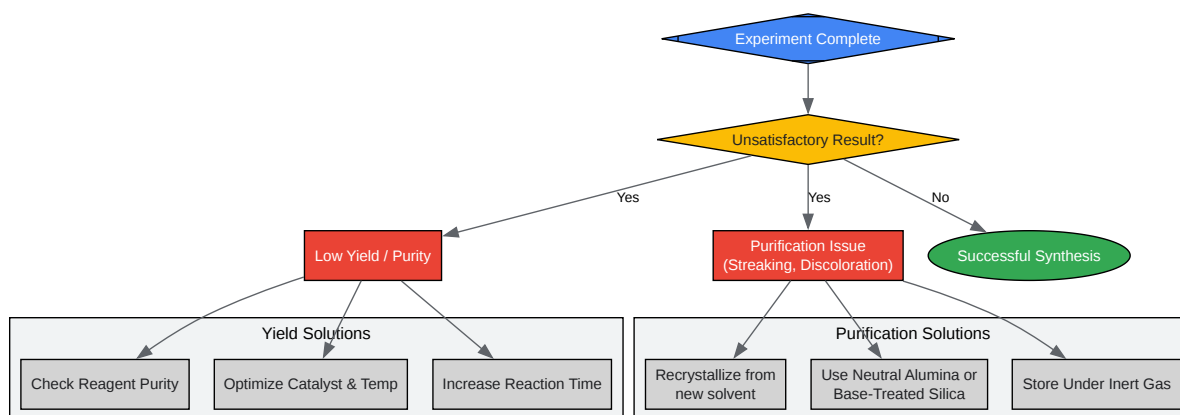 Experiment Complete
Unsatisfactory Result?
Yes
Yes
No
Low Yield / Purity
Purification Issue
(Streaking, Discoloration)
Successful Synthesis
Yield Solutions
Purification Solutions
Check Reagent Purity
Optimize Catalyst & Temp
Increase Reaction Time
Recrystallize from
new solvent
Use Neutral Alumina or
Base-Treated Silica
Store Under Inert Gas